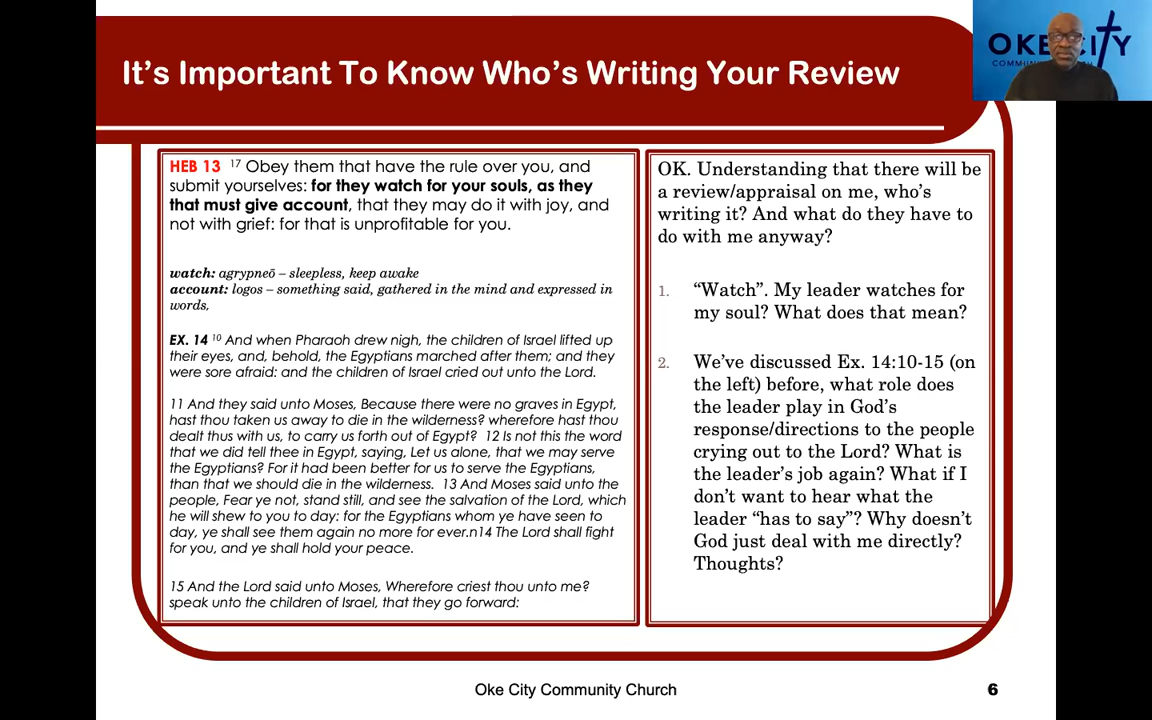 It's Important To Know Who's Writing Your Review
OKE CITY
HEB 13 17 Obey them that have the rule over you, and
submit yourselves: for they watch for your souls, as they
that must give account, that they may do it with joy, and
not with grief: for that is unprofitable for you.
watch: agrypneō – sleepless, keep awake
account: logos – something said, gathered in the mind and expressed in
words,
EX. 14 10 And when Pharaoh drew nigh, the children of Israel lifted up
their eyes, and, behold, the Egyptians marched after them; and they
were sore afraid: and the children of Israel cried out unto the Lord.
11 And they said unto Moses, Because there were no graves in Egypt,
hast thou taken us away to die in the wilderness? wherefore hast thou
dealt thus with us, to carry us forth out of Egypt? 12 Is not this the word
that we did tell thee in Egypt, saying, Let us alone, that we may serve
the Egyptians? For it had been better for us to serve the Egyptians,
than that we should die in the wilderness. 13 And Moses said unto the
people, Fear ye not, stand still, and see the salvation of the Lord, which
he will shew to you to day: for the Egyptians whom ye have seen to
day, ye shall see them again no more for ever.n14 The Lord shall fight
for you, and ye shall hold your peace.
15 And the Lord said unto Moses, Wherefore criest thou unto me?
speak unto the children of Israel, that they go forward:
OK. Understanding that there will be
a review/appraisal on me, who's
writing it? And what do they have to
do with me anyway?
1. "Watch". My leader watches for
my soul? What does that mean?
2. We've discussed Ex. 14:10-15 (on
the left) before, what role does
the leader play in God's
response/directions to the people
crying out to the Lord? What is
the leader's job again? What if I
don't want to hear what the
leader "has to say"? Why doesn't
God just deal with me directly?
Thoughts?
Oke City Community Church
6